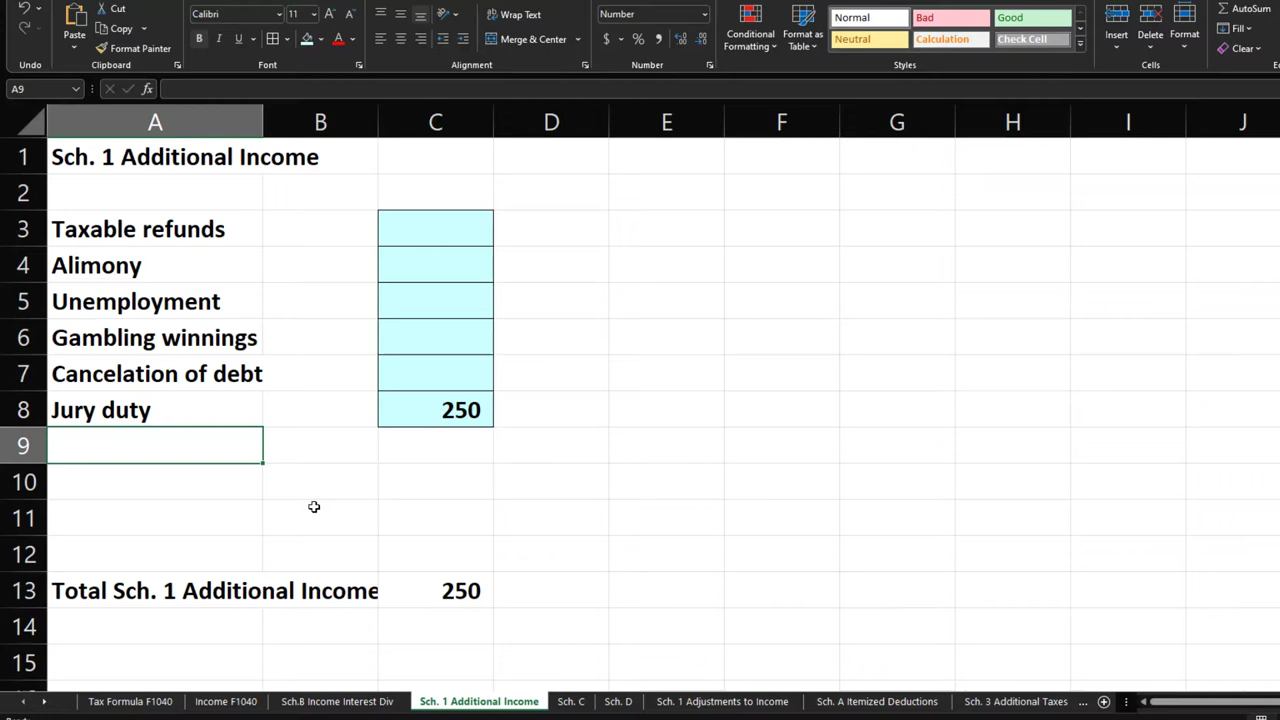 Cut
Copy
Paste
Format Painter
Calibri
11
B I U
Wrap Text
Merge & Center
Number
$ %
Conditional Formatting
Format as Table
Normal
Bad
Good
Neutral
Calculation
Check Cell
Insert
Delete
Format
AutoSum
Fill
Clear
Undo
Clipboard
Font
Alignment
Number
Styles
Cells
A9
fx
A B C D E F G H I J
1 Sch. 1 Additional Income
2
3 Taxable refunds
4 Alimony
5 Unemployment
6 Gambling winnings
7 Cancelation of debt
8 Jury duty 250
9
10
11
12
13 Total Sch. 1 Additional Income 250
14
15
Tax Formula F1040 Income F1040 Sch.B Income Interest Div Sch. 1 Additional Income Sch. C Sch. D Sch. 1 Adjustments to Income Sch. A Itemized Deductions Sch. 3 Additional Taxes ...